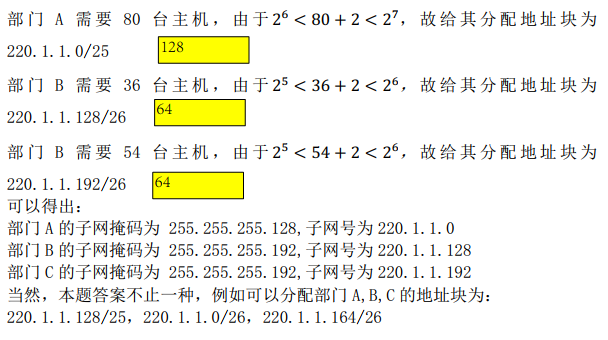 部门 A 需要 80 台主机，由于2⁶ < 80 + 2 < 2⁷，故给其分配地址块为
220.1.1.0/25 128
部门 B 需要 36 台主机，由于2⁵ < 36 + 2 < 2⁶，故给其分配地址块为
220.1.1.128/26 64
部门 B 需要 54 台主机，由于2⁵ < 54 + 2 < 2⁶，故给其分配地址块为
220.1.1.192/26 64
可以得出：
部门 A 的子网掩码为 255.255.255.128,子网号为 220.1.1.0
部门 B 的子网掩码为 255.255.255.192,子网号为 220.1.1.128
部门 C 的子网掩码为 255.255.255.192,子网号为 220.1.1.192
当然，本题答案不止一种，例如可以分配部门 A,B,C 的地址块为：
220.1.1.128/25，220.1.1.0/26，220.1.1.164/26